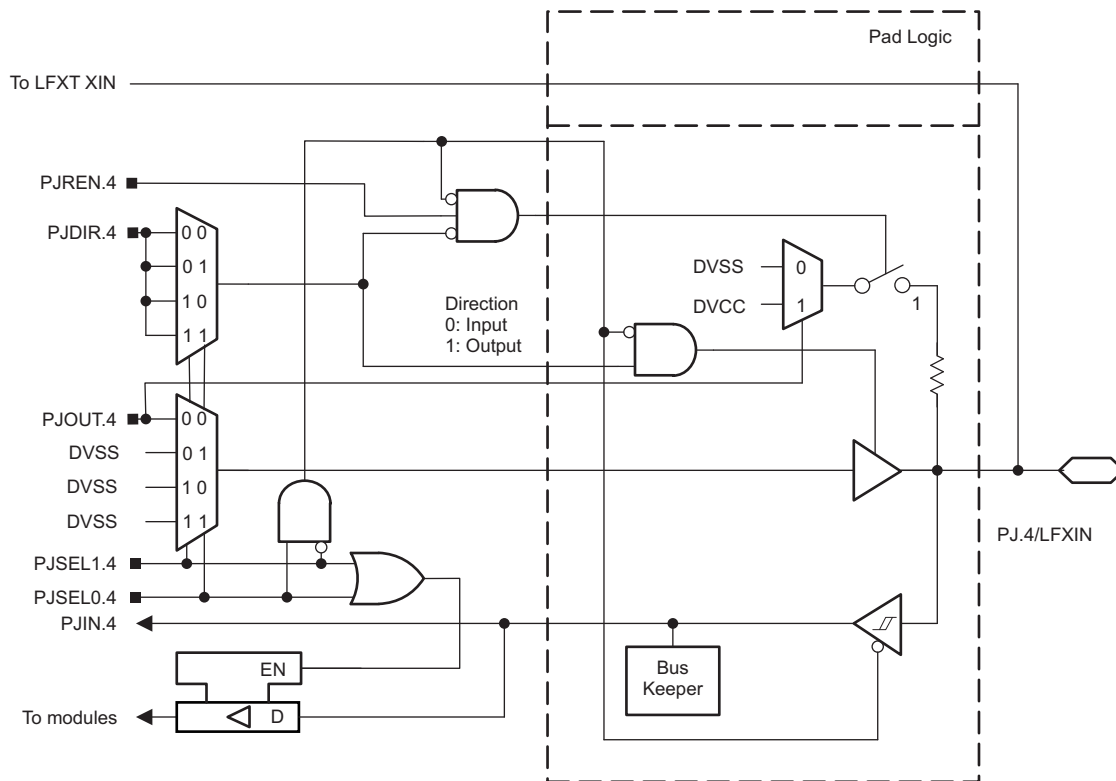 Pad Logic
To LFXT XIN
PJREN.4
PJDIR.4
0 0
0 1
1 0
1 1
Direction
0: Input
1: Output
DVSS
0
DVCC
1
1
PJOUT.4
0 0
DVSS
0 1
DVSS
1 0
DVSS
1 1
PJ.4/LFXIN
PJSEL1.4
PJSEL0.4
PJIN.4
EN
Bus
Keeper
To modules
D